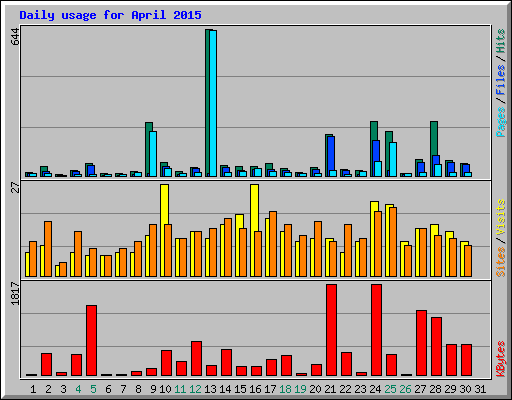 Daily usage for April 2015
644
Pages / Files / Hits
27
Sites / Visits
1817
KBytes
1 2 3 4 5 6 7 8 9 10 11 12 13 14 15 16 17 18 19 20 21 22 23 24 25 26 27 28 29 30 31